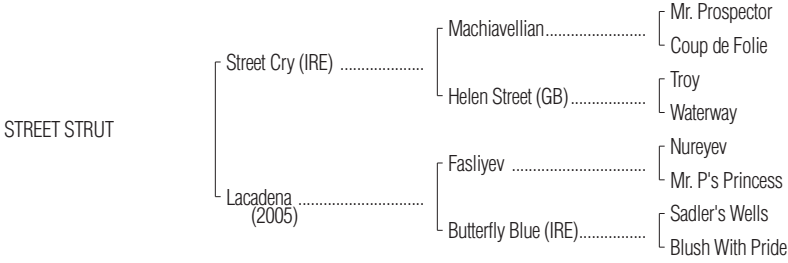 Mr. Prospector
Machiavellian........................
Coup de Folie
Street Cry (IRE) ....................
Troy
Helen Street (GB)..................
Waterway
STREET STRUT
Nureyev
Fasliyev ................................
Mr. P's Princess
Lacadena ..............................
(2005)
Sadler's Wells
Butterfly Blue (IRE)................
Blush With Pride